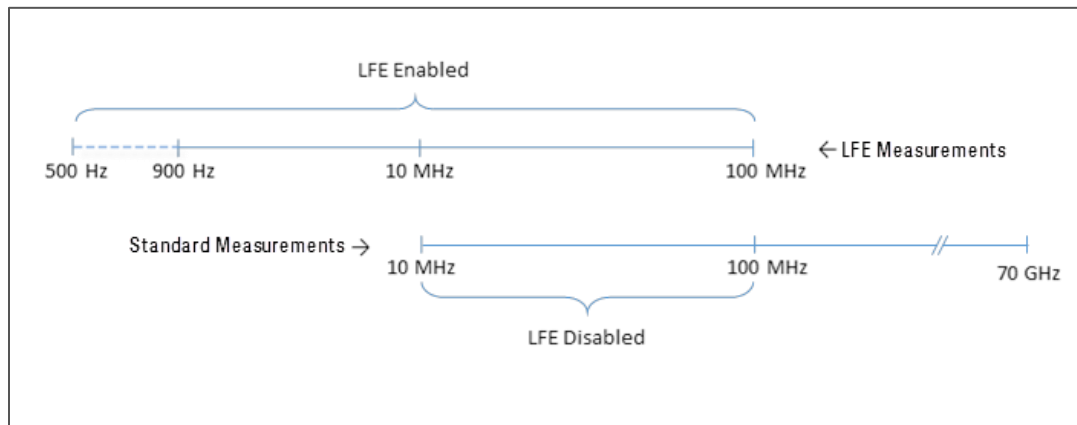 LFE Enabled
500 Hz 900 Hz 10 MHz 100 MHz ← LFE Measurements
Standard Measurements →
10 MHz 100 MHz 70 GHz
LFE Disabled